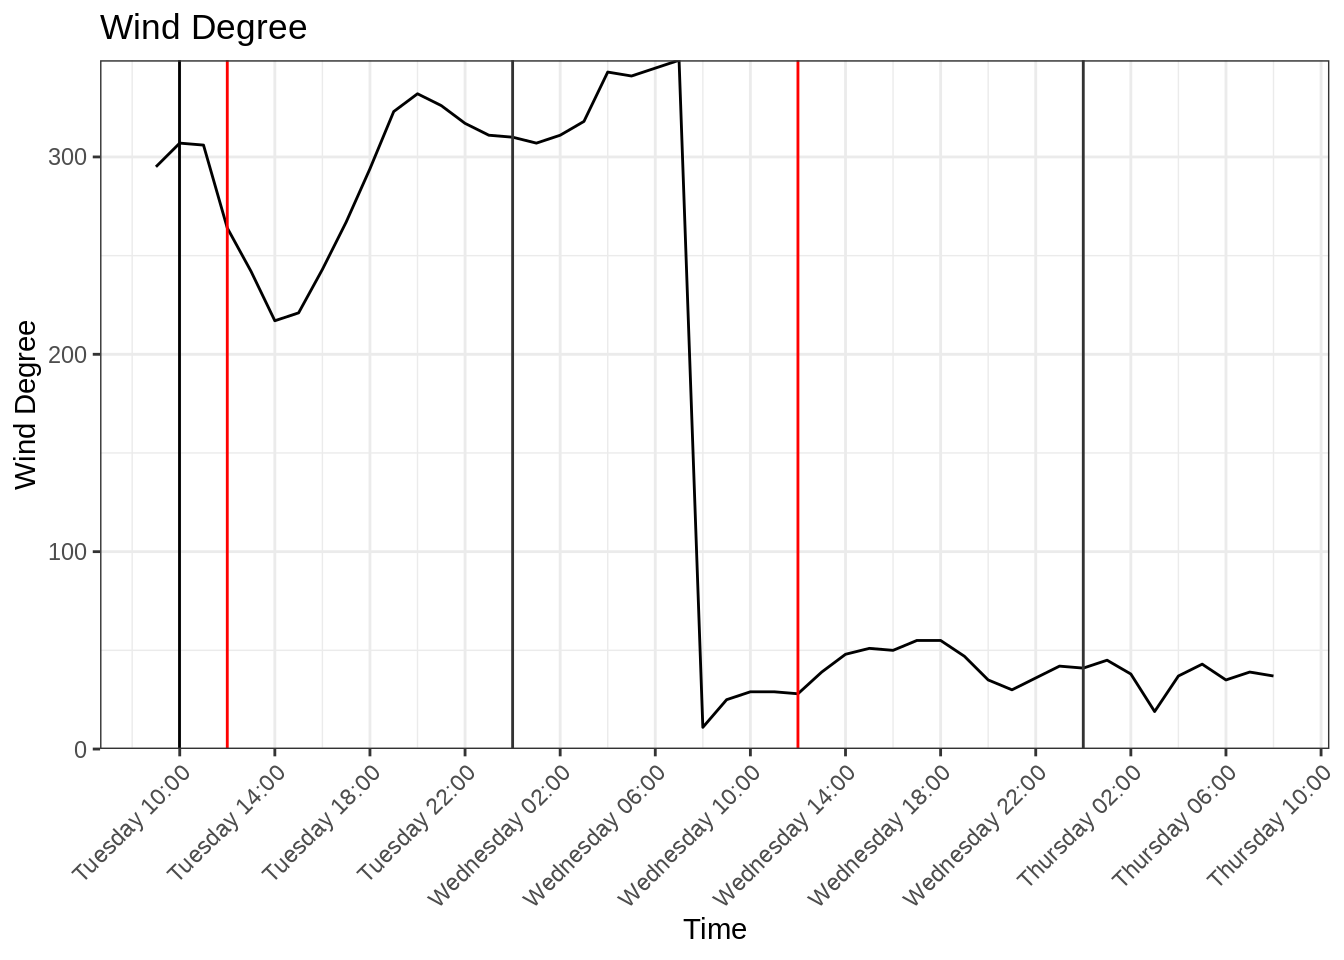 Wind Degree
Wind Degree
300
200
100
0
Tuesday 10:00
Tuesday 14:00
Tuesday 18:00
Tuesday 22:00
Wednesday 02:00
Wednesday 06:00
Wednesday 10:00
Wednesday 14:00
Wednesday 18:00
Wednesday 22:00
Thursday 02:00
Thursday 06:00
Thursday 10:00
Time